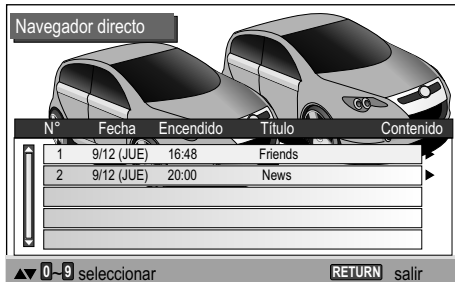 Navegador directo
N° Fecha Encendido Título Contenido
1 9/12 (JUE) 16:48 Friends
2 9/12 (JUE) 20:00 News
0~9 seleccionar RETURN salir